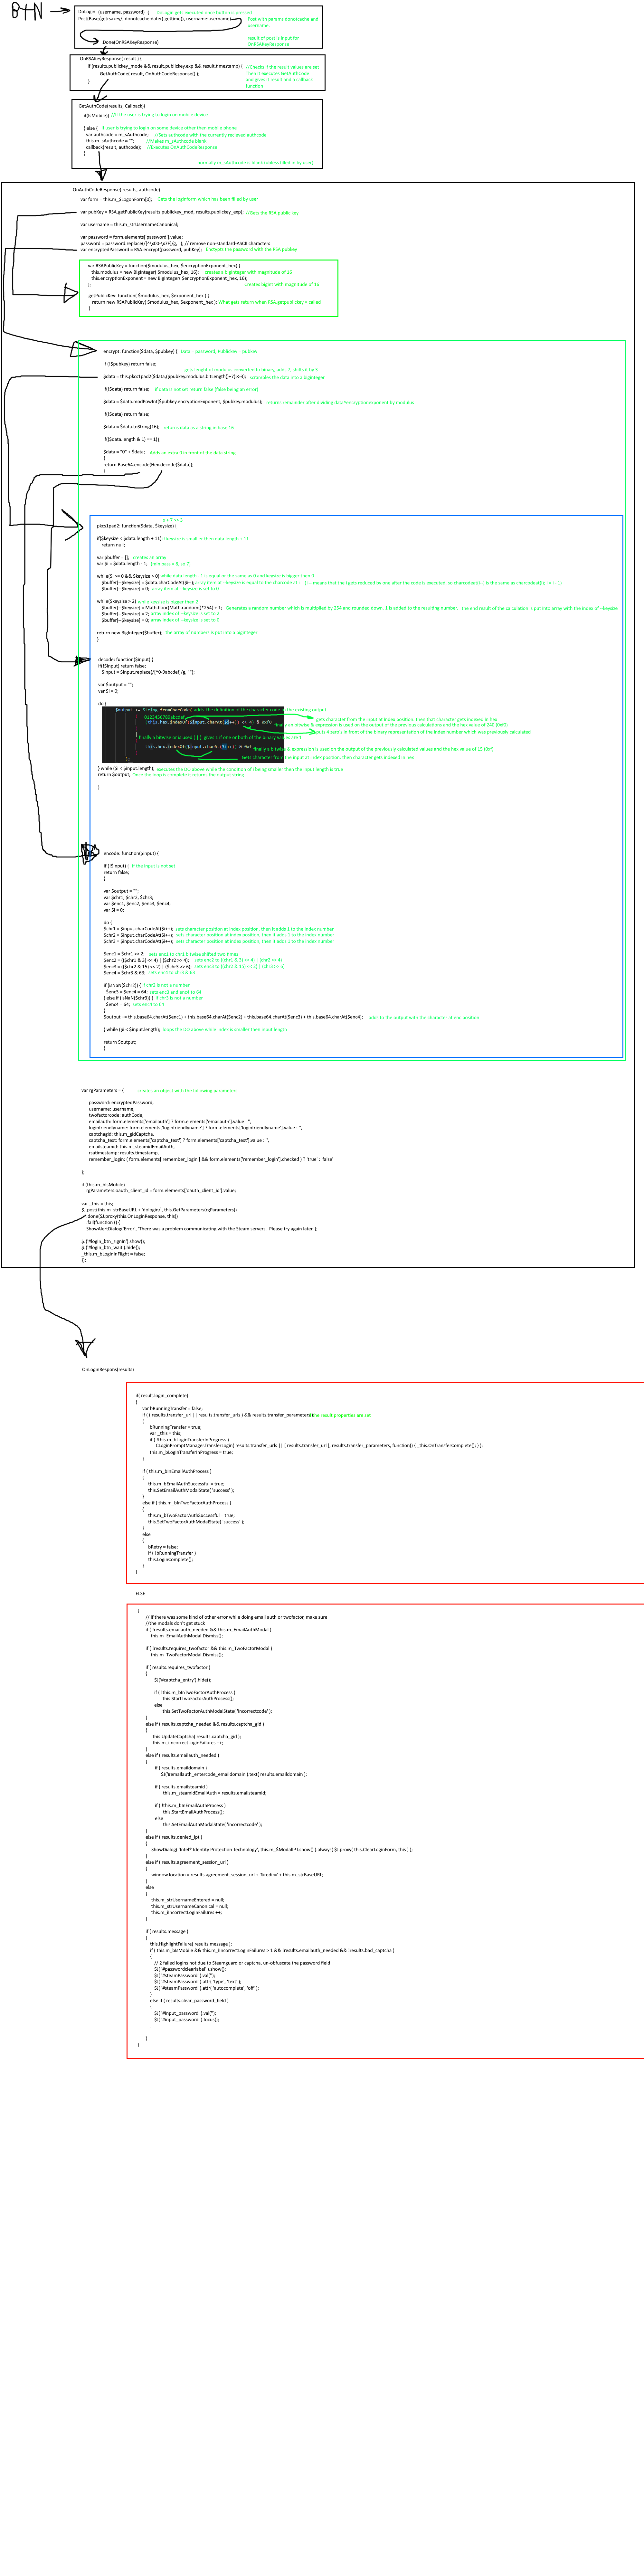 BTN
DoLogin (username, password) { DoLogin gets executed once button is pressed
Post(Base/getrsakey/, donotcache:date().gettime(), username:username) Post with params donotcache and
username.
result of post is input for
OnRSAKeyResponse
.Done(OnRSAKeyResponse)
OnRSAKeyResponse( result ) {
if (results.publickey_mode && result.publickey.exp && result.timestamp) { //Checks if the result values are set
Then it executes GetAuthCode
and gives it result and a callback
function
GetAuthCode( result, OnAuthCodeResponse() );
}
GetAuthCode(results, Callback){
if(IsMobile){ //If the user is trying to login on mobile device
} else { If user is trying to login on some device other then mobile phone
var authcode = m_sAuthcode; //Sets authcode with the currently recieved authcode
this.m_sAuthcode = ""; //Makes m_sAuthcode blank
callback(result, authcode); //Executes OnAuthCodeResponse
}
normally m_sAuthcode is blank (unless filled in by user)
OnAuthCodeResponse( results, authcode)
var form = this.m_$LogonForm[0], Gets the loginform which has been filled by user
var pubKey = RSA.getPublicKey(results.publickey_mod, results.publickey_exp); //Gets the RSA public key
var username = this.m_strUsernameCanonical;
var password = form.elements['password'].value;
password = password.replace(/[^\x00-\x7F]/g, ''); // remove non-standard-ASCII characters
var encryptedPassword = RSA.encrypt(password, pubKey); Encrypts the password with the RSA pubkey
var RSAPublicKey = function($modulus_hex, $encryptionExponent_hex) {
this.modulus = new BigInteger( $modulus_hex, 16); creates a biginteger with magnitude of 16
this.encryptionExponent = new BigInteger( $encryptionExponent_hex, 16);
}; Creates bigint with magnitude of 16
getPublicKey: function( $modulus_hex, $exponent_hex ) {
return new RSAPublicKey( $modulus_hex, $exponent_hex ); What gets return when RSA.getpublickey = called
}
encrypt: function($data, $pubkey) { Data = password, PublicKey = pubkey
if (!$pubkey) return false;
gets lenght of modulus converted to binary, adds 7, shifts it by 3
$data = this.pkcs1pad2($data,($pubkey.modulus.bitLength()+7)>>3); scrambles the data into a biginteger
if(!$data) return false; if data is not set return false (false being an error)
$data = $data.modPowInt($pubkey.encryptionExponent, $pubkey.modulus); returns remainder after dividing data^encryptionexponent by modulus
if(!$data) return false;
$data = $data.toString(16); returns data as a string in base 16
if(($data.length & 1) == 1){
$data = "0" + $data; Adds an extra 0 in front of the data string
}
return Base64.encode(Hex.decode($data));
}
x + 7 >> 3
pkcs1pad2: function($data, $keysize) {
if($keysize < $data.length + 11) if keysize is small er then data length + 11
return null;
var $buffer = []; creates an array
var $i = $data.length - 1;
while($i >= 0 && $keysize > 0) while data length - 1 is equal or the same as 0 and keysize is bigger then 0
$buffer[--$keysize] = $data.charCodeAt($i--);
$buffer[--$keysize] = 0; array item at --keysize is set to 0
while($keysize > 2) while keysize is bigger then 2
$buffer[--$keysize] = Math.floor(Math.random()*254) + 1; Generates a random number which is multiplied by 254 and rounded down, 1 is added to the resulting number. the end result of the calculation is put into array with the index of --keysize
$buffer[--$keysize] = 2; array index of --keysize is set to 2
$buffer[--$keysize] = 0; array index of --keysize is set to 0
return new BigInteger($buffer); the array of numbers is put into a biginteger
}
decode: function($input) {
if(!$input) return false;
$input = $input.replace(/[^0-9abcdef]/g, "");
var $output = "";
var $i = 0;
do {
$output += String.fromCharCode( adds the definition of the character code to the existing output
0123456789abcdef
gets character from the input at index position, then that character gets indexed in hex
(this.hex.indexOf($input.charAt($i++)) << 4) & 0xf0
finally an bitwise & expression is used on the output of the previous calculations and the hex value of 240 (0xf0)
puts 4 zero's in front of the binary representation of the index number which was previously calculated
finally a bitwise or is used ( | ) gives 1 if one or both of the binary values are 1
this.hex.indexOf($input.charAt($i++)) & 0xf
finally a bitwise & expression is used on the output of the previously calculated values and the hex value of 15 (0xf)
Gets character from the input at index position, then character gets indexed in hex
);
} while ($i < $input.length); executes the DO above while the condition of i being smaller then the input length is true
return $output; Once the loop is complete it returns the output string
}
encode: function($input) {
if (!$input) { if the input is not set
return false;
}
var $output = "";
var $chr1, $chr2, $chr3;
var $enc1, $enc2, $enc3, $enc4;
var $i = 0;
do {
$chr1 = $input.charCodeAt($i++); sets character position at index position, then it adds 1 to the index number
$chr2 = $input.charCodeAt($i++); sets character position at index position, then it adds 1 to the index number
$chr3 = $input.charCodeAt($i++); sets character position at index position, then it adds 1 to the index number
$enc1 = $chr1 >> 2; sets enc1 to chr1 bitwise shifted two times
$enc2 = (($chr1 & 3) << 4) | ($chr2 >> 4); sets enc2 to ((chr1 & 3) << 4) | (chr2 >> 4)
$enc3 = (($chr2 & 15) << 2) | ($chr3 >> 6); sets enc3 to ((chr2 & 15) << 2) | (chr3 >> 6)
$enc4 = $chr3 & 63; sets enc4 to chr3 & 63
if (isNaN($chr2)) { if chr2 is not a number
$enc3 = $enc4 = 64; sets enc3 and enc4 to 64
} else if (isNaN($chr3)) { if chr3 is not a number
$enc4 = 64; sets enc4 to 64
}
$output += this.base64.charAt($enc1) + this.base64.charAt($enc2) + this.base64.charAt($enc3) + this.base64.charAt($enc4); adds to the output with the character at enc position
} while ($i < $input.length); loops the DO above while index is smaller then input length
return $output;
}
var rgParameters = { creates an object with the following parameters
password: encryptedPassword,
username: username,
twofactorcode: authCode,
emailauth: form.elements['emailauth'] ? form.elements['emailauth'].value : '',
loginfriendlyname: form.elements['loginfriendlyname'] ? form.elements['loginfriendlyname'].value : '',
captchagid: this.m_gidCaptcha,
captcha_text: form.elements['captcha_text'] ? form.elements['captcha_text'].value : '',
emailsteamid: this.m_steamidEmailAuth,
rsatimestamp: results.timestamp,
remember_login: ( form.elements['remember_login'] && form.elements['remember_login'].checked ) ? 'true' : 'false'
};
if (this.m_bIsMobile)
rgParameters.oauth_client_id = form.elements['oauth_client_id'].value;
var _this = this;
$J.post(this.m_strBaseURL + 'dologin/', this.GetParameters(rgParameters))
.done($J.proxy(this.OnLoginResponse, this))
.fail(function () {
ShowAlertDialog('Error', 'There was a problem communicating with the Steam servers. Please try again later.');
$J('#login_btn_signin').show();
$J('#login_btn_wait').hide();
_this.m_bLoginInFlight = false;
});
OnLoginRespons(results)
if( result.login_complete)
{
var bRunningTransfer = false;
if ( ( results.transfer_url || results.transfer_urls ) && results.transfer_parameters ) if the result properties are set
{
bRunningTransfer = true;
var _this = this;
if ( !this.m_bLoginTransferInProgress )
CLoginPromptManager.TransferLogin( results.transfer_urls || [ results.transfer_url ], results.transfer_parameters, function() { _this.OnTransferComplete(); } );
this.m_bLoginTransferInProgress = true;
}
if ( this.m_bInEmailAuthProcess )
{
this.m_bEmailAuthSuccessful = true;
this.SetEmailAuthModalState( 'success' );
}
else if ( this.m_bInTwoFactorAuthProcess )
{
this.m_bTwoFactorAuthSuccessful = true;
this.SetTwoFactorAuthModalState( 'success' );
}
else
{
bRetry = false;
if ( !bRunningTransfer )
this.LoginComplete();
}
}
ELSE
{
// if there was some kind of other error while doing email auth or twofactor, make sure
//the modals don't get stuck
if ( !results.emailauth_needed && this.m_EmailAuthModal )
this.m_EmailAuthModal.Dismiss();
if ( !results.requires_twofactor && this.m_TwoFactorModal )
this.m_TwoFactorModal.Dismiss();
if ( results.requires_twofactor )
{
$J('#captcha_entry').hide();
if ( !this.m_bInTwoFactorAuthProcess )
this.StartTwoFactorAuthProcess();
else
this.SetTwoFactorAuthModalState( 'incorrectcode' );
}
else if ( results.captcha_needed && results.captcha_gid )
{
this.UpdateCaptcha( results.captcha_gid );
this.m_iIncorrectLoginFailures ++;
}
else if ( results.emailauth_needed )
{
if ( results.emaildomain )
$J('#emailauth_entercode_emaildomain').text( results.emaildomain );
if ( results.emailsteamid )
this.m_steamidEmailAuth = results.emailsteamid;
if ( !this.m_bInEmailAuthProcess )
this.StartEmailAuthProcess();
else
this.SetEmailAuthModalState( 'incorrectcode' );
}
else if ( results.denied_ipt )
{
ShowDialog( 'Intel® Identity Protection Technology', this.m_$ModalIPT.show() ).always( $J.proxy( this.ClearLoginForm, this ) );
}
else if ( results.agreement_session_url )
{
window.location = results.agreement_session_url + '&redir=' + this.m_strBaseURL;
}
else
{
this.m_strUsernameEntered = null;
this.m_strUsernameCanonical = null;
this.m_iIncorrectLoginFailures ++;
}
if ( results.message )
{
this.HighlightFailure( results.message );
if ( this.m_bIsMobile && this.m_iIncorrectLoginFailures > 1 && !results.emailauth_needed && !results.bad_captcha )
{
// 2 failed logins not due to Steamguard or captcha, un-obfuscate the password field
$J( '#passwordclearlabel' ).show();
$J( '#steamPassword' ).val('');
$J( '#steamPassword' ).attr( 'type', 'text' );
$J( '#steamPassword' ).attr( 'autocomplete', 'off' );
}
else if ( results.clear_password_field )
{
$J( '#input_password' ).val('');
$J( '#input_password' ).focus();
}
}
}